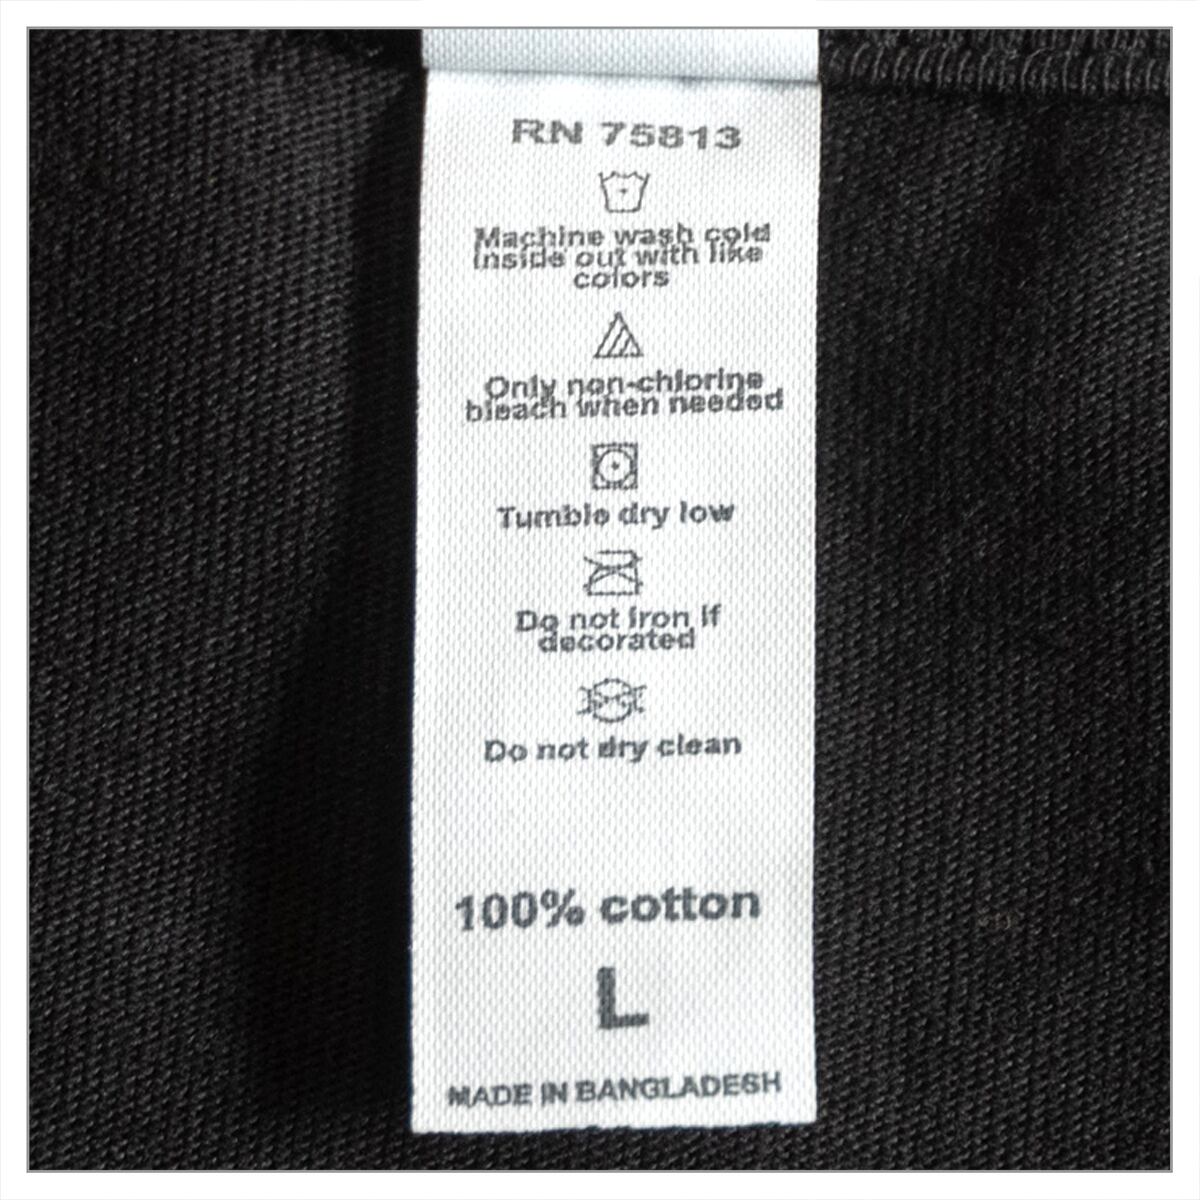 RN 75813
Machine wash cold
inside out with like
colors
Only non-chlorine
bleach when needed
Tumble dry low
Do not iron if
decorated
Do not dry clean
100% cotton
L
MADE IN BANGLADESH